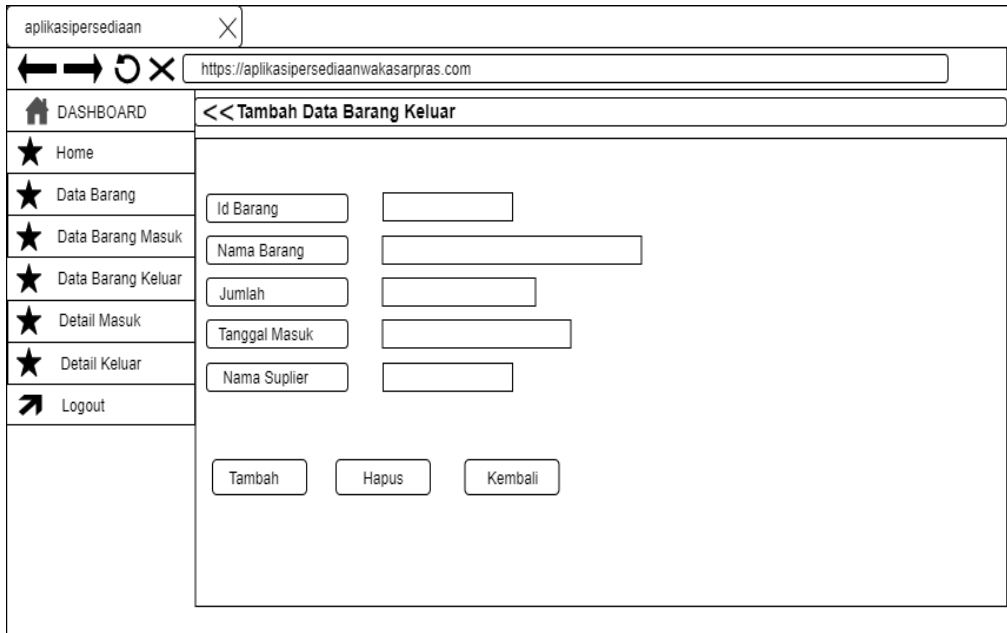 aplikasipersediaan
https://aplikasipersediaanwakasarpras.com
DASHBOARD
Home
Data Barang
Data Barang Masuk
Data Barang Keluar
Detail Masuk
Detail Keluar
Logout
<<Tambah Data Barang Keluar
Id Barang
Nama Barang
Jumlah
Tanggal Masuk
Nama Suplier
Tambah Hapus Kembali